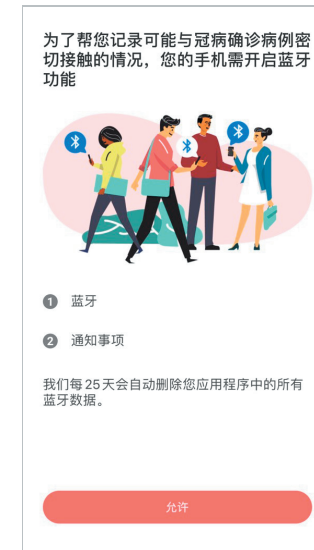 为了帮您记录可能与冠病确诊病例密
切接触的情况，您的手机需开启蓝牙
功能
1 蓝牙
2 通知事项
我们每25天会自动删除您应用程序中的所有
蓝牙数据。
允许